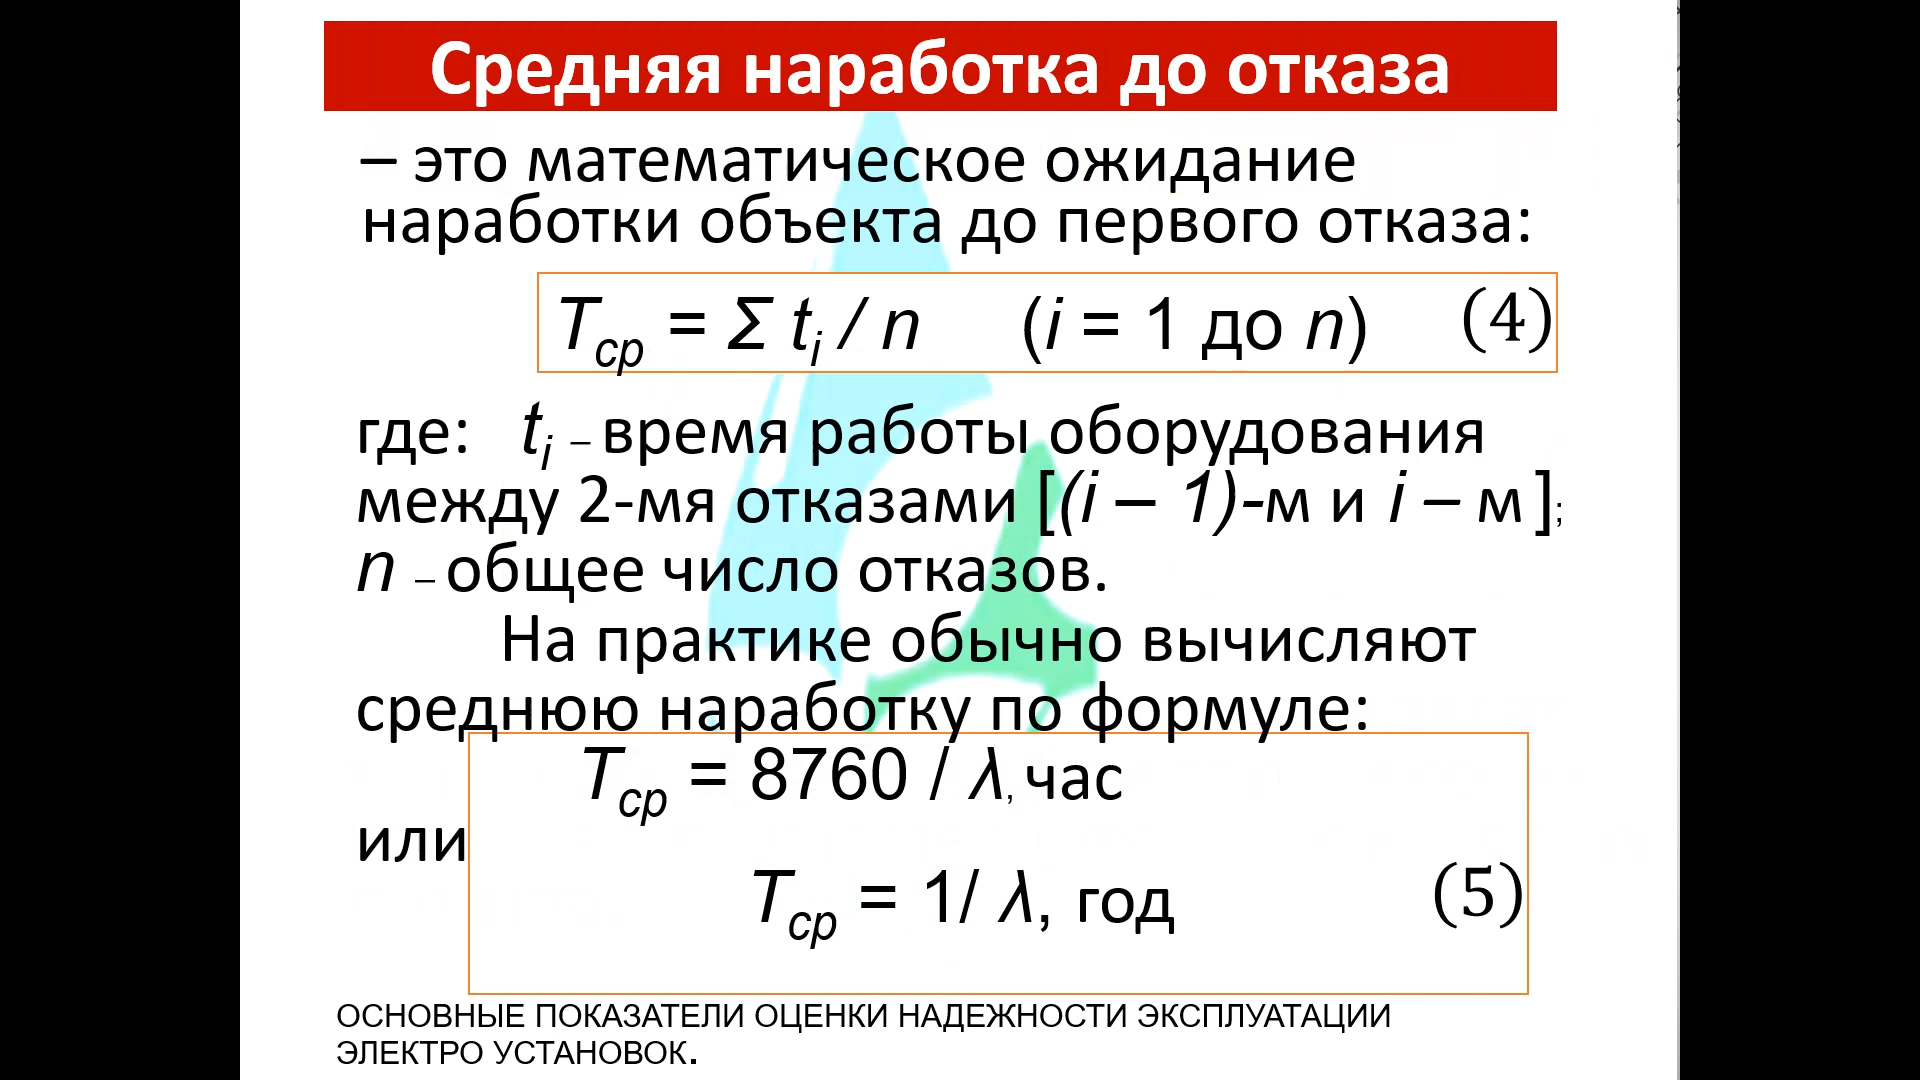 Средняя наработка до отказа
– это математическое ожидание
наработки объекта до первого отказа:
Tср = Σ ti / n (i = 1 до n) (4)
где: ti – время работы оборудования
между 2-мя отказами [(i – 1)-м и i – м ];
n – общее число отказов.
На практике обычно вычисляют
среднюю наработку по формуле:
Tср = 8760 / λ, час
или
Tср = 1/ λ, год (5)
ОСНОВНЫЕ ПОКАЗАТЕЛИ ОЦЕНКИ НАДЕЖНОСТИ ЭКСПЛУАТАЦИИ
ЭЛЕКТРО УСТАНОВОК.